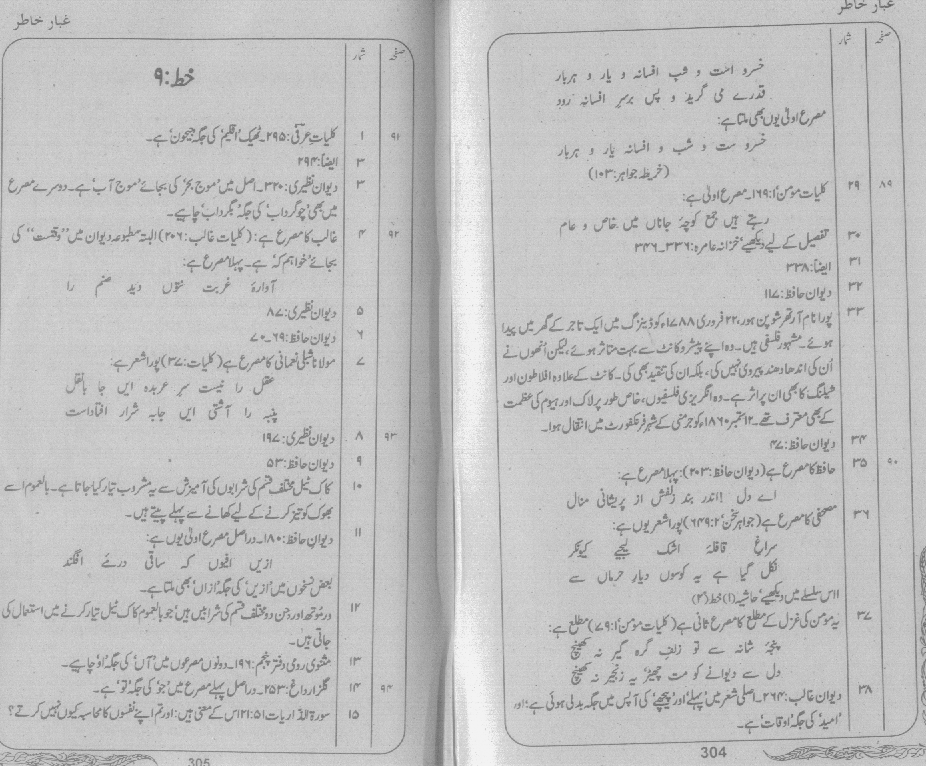 غبار خاطر
صفحہ
شمار
خسرو است و شب افسانہ و یار و ہربار
قدرے می گرید و پس برسرِ افسانہ رود
مصرع اولیٰ یوں بھی ملتا ہے:
خسرو ست و شب و افسانہ یار و ہربار
(خریطہ جواہر: ۱۰۳)
۸۹ ۲۹ کلیات مومن ۱:۱۶۹۔ مصرع اولیٰ ہے:
رہتے ہیں جمع کوچۂ جاناں میں خاص و عام
۳۰ تفصیل کے لیے دیکھیے خزانہ عامرہ: ۳۳۶۔۳۴۶
۳۱ ایضاً: ۳۳۸
۳۲ دیوان حافظ: ۱۱۷
۳۳ پورا نام آرتھر شوپن ہور، ۲۲ فروری ۱۷۸۸ء کو ڈینزگ میں ایک تاجر کے گھر میں پیدا
ہوئے۔ مشہور فلسفی ہیں۔ وہ اپنے پیشرو کانٹ سے بہت متاثر ہوئے، لیکن اُنھوں نے
اُن کی اندھا دھند پیروی نہیں کی، بلکہ ان کی تنقید بھی کی۔ کانٹ کے علاوہ افلاطون اور
شیلنگ کا بھی ان پر اثر ہے۔ وہ انگریزی فلسفیوں، خاص طور پر لاک اور ہیوم کی عظمت
کے بھی معترف تھے۔ ۱۲ ستمبر ۱۸۶۰ء کو جرمنی کے شہر فرینکفورٹ میں انتقال ہوا۔
۳۴ دیوان حافظ: ۴۷
۹۰ ۳۵ حافظ کا مصرع ہے (دیوان حافظ: ۲۰۳): پہلا مصرع ہے:
اے دل !اندر بند زلفش از پریشانی منال
۳۶ مصحفی کا مصرع ہے (جواہر سخن ۲:۶۴۹) پورا شعر یوں ہے:
سراغِ قافلۂ اشک لیجیے کیونکر
نکل گیا ہے یہ کوسوں دیارِ حرماں سے
ااس سلسلے میں دیکھیے حاشیہ (۱) خط (۲)
۳۷ یہ مومن کی غزل کے مطلع کا مصرع ثانی ہے (کلیات مومن ۱:۷۹) مطلع ہے:
پنجۂ شانہ سے تو زلفِ گرہ گیر نہ کھینچ
دل سے دیوانے کو مت چھیڑ یہ زنجیر نہ کھینچ
۳۸ دیوان غالب: ۲۶۴۔ اصلی شعر میں 'پہلے' اور 'پیچھے' کی آپس میں جگہ بدلی ہوئی ہے؛ اور
'امید' کی جگہ 'اوقات' ہے۔
304
غبار خاطر
صفحہ
شمار
خط: ۹
۹۱ ۱ کلیاتِ عرفی: ۲۹۵۔ ٹھیک 'اقلیم' کی جگہ 'جیحون' ہے۔
۳ ایضاً: ۲۹۴
۳ دیوان نظیری: ۳۲۰۔ اصل میں 'موج بحر' کی بجائے 'موج آب' ہے۔ دوسرے مصرع
میں بھی 'چو گرداب' کی جگہ 'بگرداب' چاہیے۔
۹۲ ۴ غالب کا مصرع ہے: (کلیات غالب: ۲۰۶) البتہ مطبوعہ دیوان میں "وقتست" کی
بجائے 'خواہم کہ' ہے۔ پہلا مصرع ہے:
آوارۂ غربت نتواں دید صنم را
۵ دیوان نظیری: ۸۷
۶ دیوان حافظ: ۶۹۔۷۰
۷ مولانا شبلی نعمانی کا مصرع ہے (کلیات: ۳۷) پورا شعر ہے:
عقل را نیست سرِ عربدہ ایں جا بانقل
پنبہ را آشتی ایں جابہ شرار افتاداست
۹۳ ۸ دیوان نظیری: ۱۹۷
۹ دیوان حافظ: ۵۳
۱۰ کاک ٹیل مختلف قسم کی شرابوں کی آمیزش سے یہ مشروب تیار کیا جاتا ہے۔ بالعموم اسے
بھوک کو تیز کرنے کے لیے کھانے سے پہلے پیتے ہیں۔
۱۱ دیوانِ حافظ: ۱۸۰۔ دراصل مصرع اولیٰ یوں ہے:
ازیں افیوں کہ ساقی درمے افگند
بعض نسخوں میں 'ازیں' کی جگہ 'ازاں' بھی ملتا ہے۔
۱۲ ورموتھ اور جِن دو مختلف قسم کی شرابیں ہیں' جو بالعموم کاک ٹیل تیار کرنے میں استعمال کی
جاتی ہیں۔
۱۳ مثنوی رومی دفتر پنجم: ۱۹۶۔ دونوں مصرعوں میں 'آں' کی جگہ 'او' چاہیے۔
۹۴ ۱۴ گلزار داغ: ۲۵۳۔ دراصل پہلے مصرع میں 'جو' کی جگہ 'تو' ہے۔
۱۵ سورۃ الذاریات ۵۱:۲۱ اس کے معنی ہیں: اور تم اپنے نفسوں کا محاسبہ کیوں نہیں کرتے؟
305